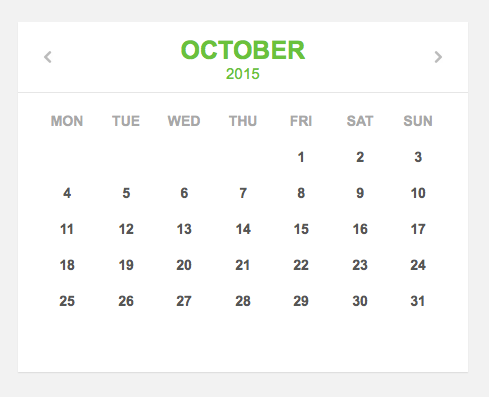 OCTOBER
2015
MON TUE WED THU FRI SAT SUN
1 2 3
4 5 6 7 8 9 10
11 12 13 14 15 16 17
18 19 20 21 22 23 24
25 26 27 28 29 30 31